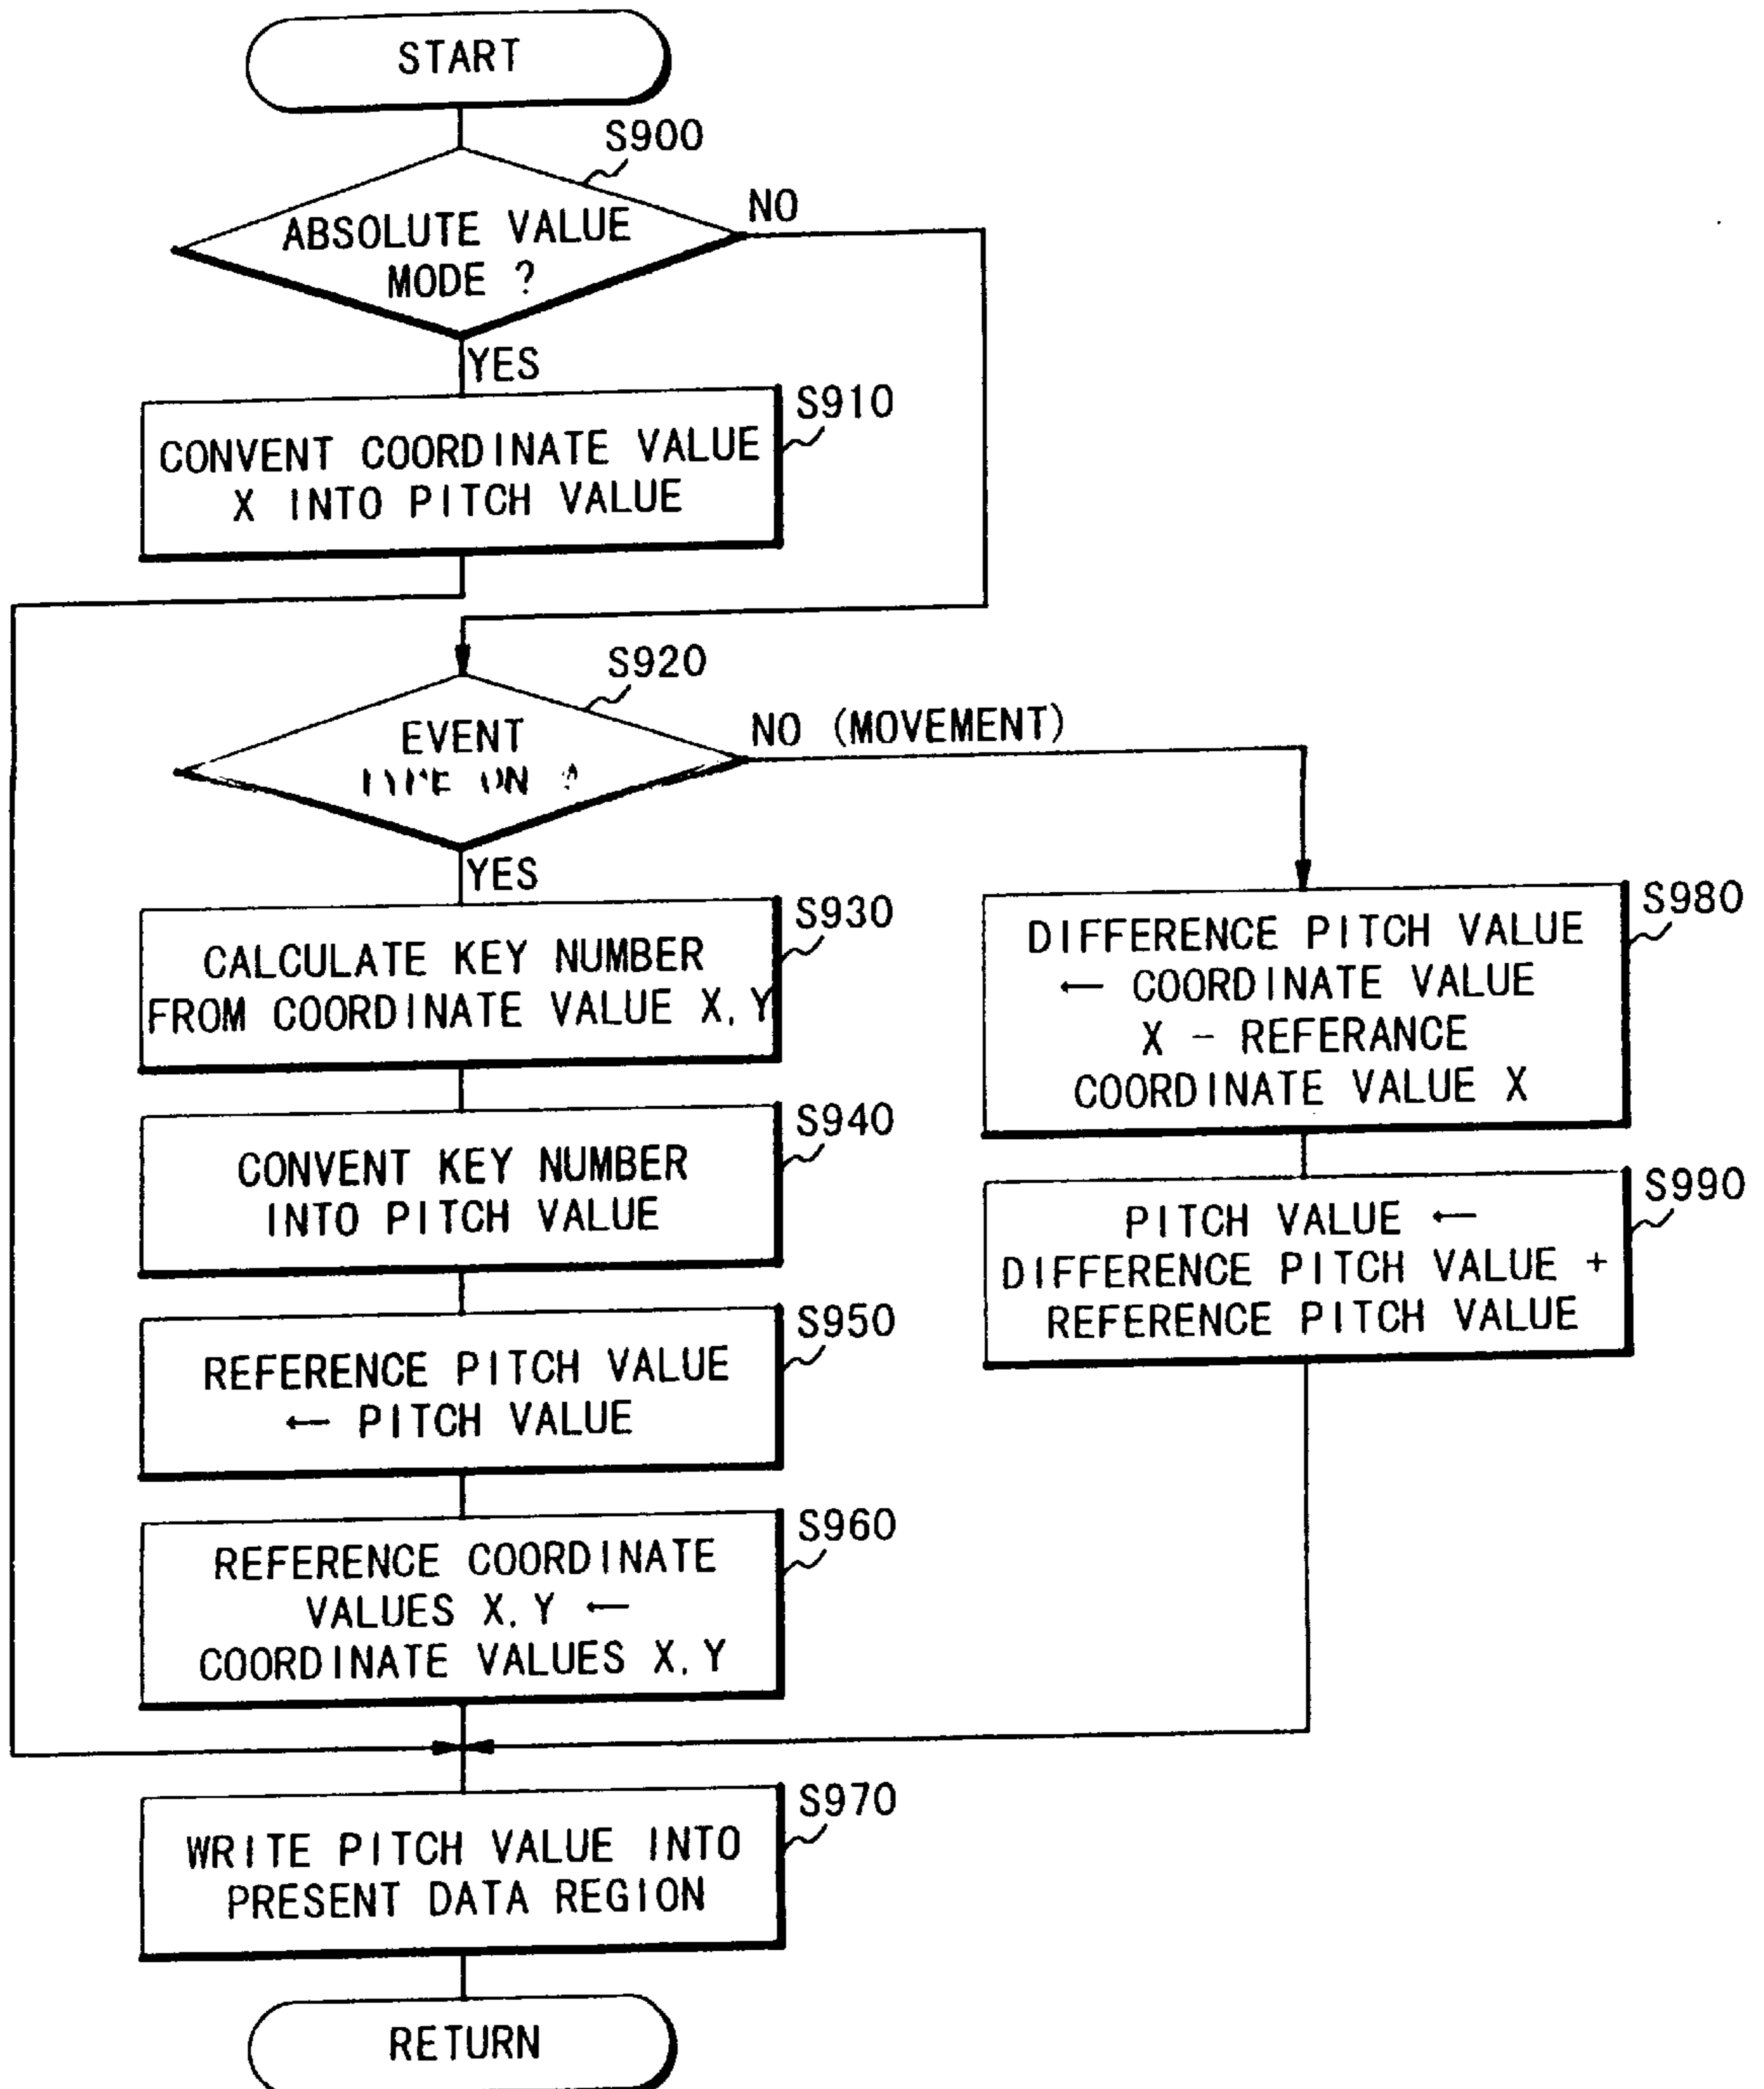 START
S900
ABSOLUTE VALUE
MODE ?
NO
YES
S910
CONVENT COORDINATE VALUE
X INTO PITCH VALUE
S920
EVENT
ON
NO (MOVEMENT)
YES
S930
CALCULATE KEY NUMBER
FROM COORDINATE VALUE X, Y
S940
CONVENT KEY NUMBER
INTO PITCH VALUE
S950
REFERENCE PITCH VALUE
← PITCH VALUE
S960
REFERENCE COORDINATE
VALUES X, Y ←
COORDINATE VALUES X, Y
S980
DIFFERENCE PITCH VALUE
← COORDINATE VALUE
X - REFERANCE
COORDINATE VALUE X
S990
PITCH VALUE ←
DIFFERENCE PITCH VALUE +
REFERENCE PITCH VALUE
S970
WRITE PITCH VALUE INTO
PRESENT DATA REGION
RETURN